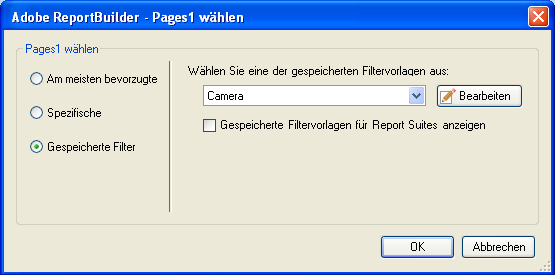 Adobe ReportBuilder - Pages1 wählen
Pages1 wählen
Am meisten bevorzugte
Spezifische
Gespeicherte Filter
Wählen Sie eine der gespeicherten Filtervorlagen aus:
Camera
Bearbeiten
Gespeicherte Filtervorlagen für Report Suites anzeigen
OK
Abbrechen